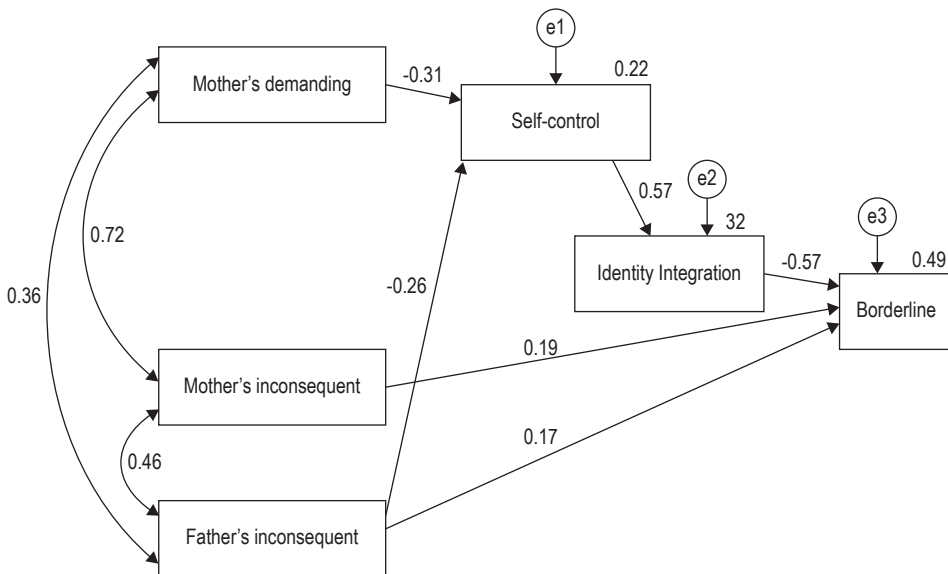 e1
Mother’s demanding
-0.31
0.22
Self-control
e2
0.57
32
e3
Identity Integration
-0.57
0.49
Borderline
0.72
0.36
-0.26
0.19
Mother’s inconsequent
0.17
0.46
Father’s inconsequent